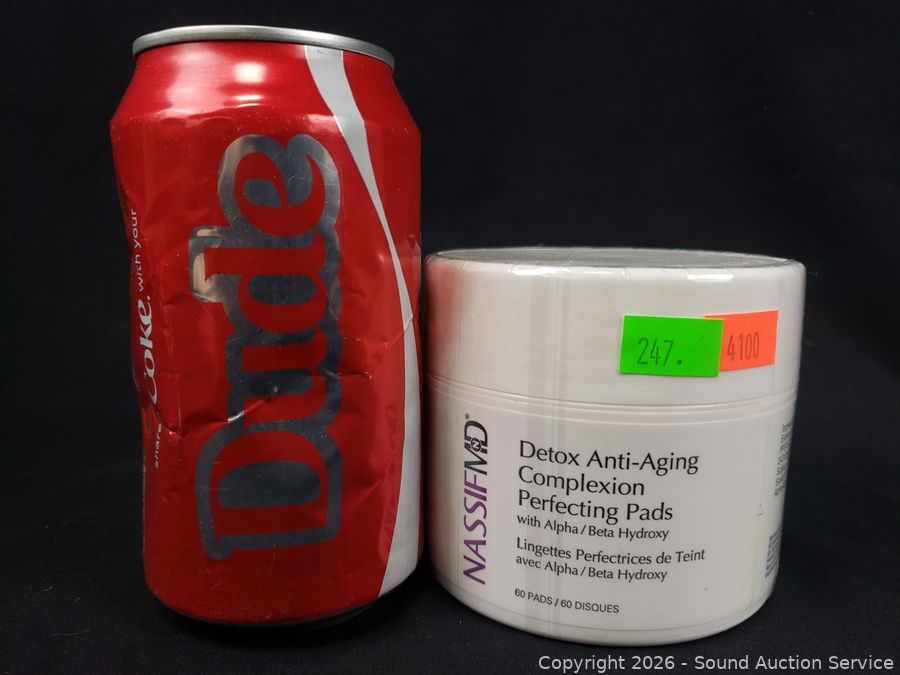 share a Coke. with your
Dude
247.
4100
NASSIFMD®
Detox Anti-Aging
Complexion
Perfecting Pads
with Alpha/Beta Hydroxy
Lingettes Perfectrices de Teint
avec Alpha/Beta Hydroxy
60 PADS / 60 DISQUES
Copyright 2026 - Sound Auction Service